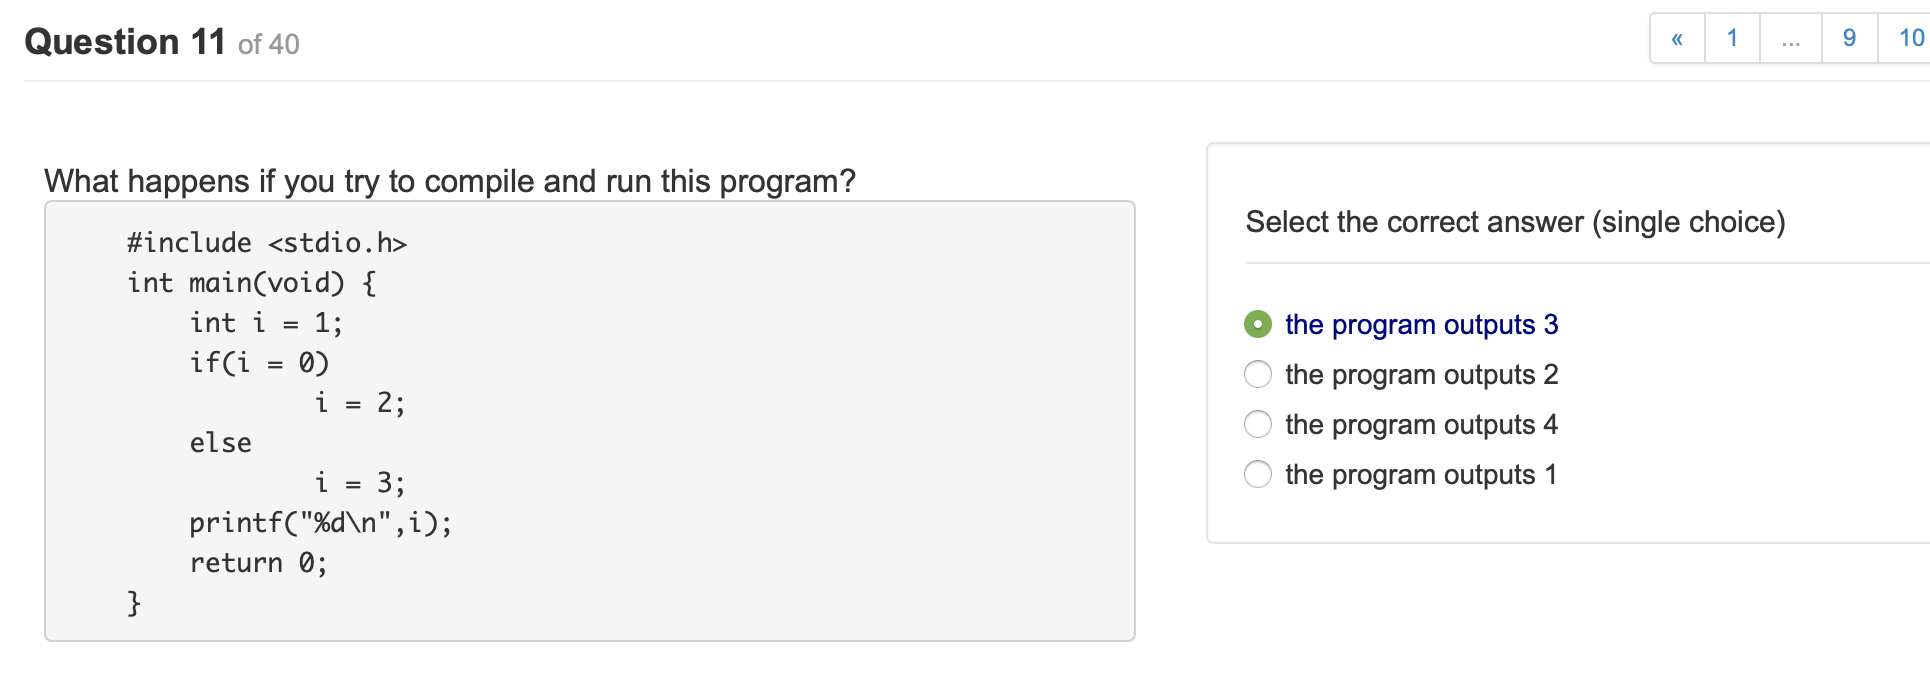 Question 11 of 40
« 1 ... 9 10
What happens if you try to compile and run this program?
#include <stdio.h>
int main(void) {
    int i = 1;
    if(i = 0)
            i = 2;
    else
            i = 3;
    printf("%d\n",i);
    return 0;
}
Select the correct answer (single choice)
the program outputs 3
the program outputs 2
the program outputs 4
the program outputs 1